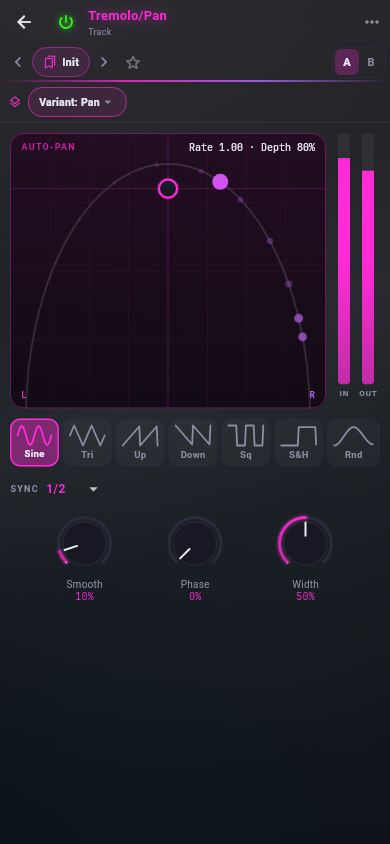 Tremolo/Pan
Track
Init
A
B
Variant: Pan
AUTO-PAN
Rate 1.00 · Depth 80%
L
R
IN
OUT
Sine
Tri
Up
Down
Sq
S&H
Rnd
SYNC
1/2
Smooth
Phase
Width
10%
0%
50%